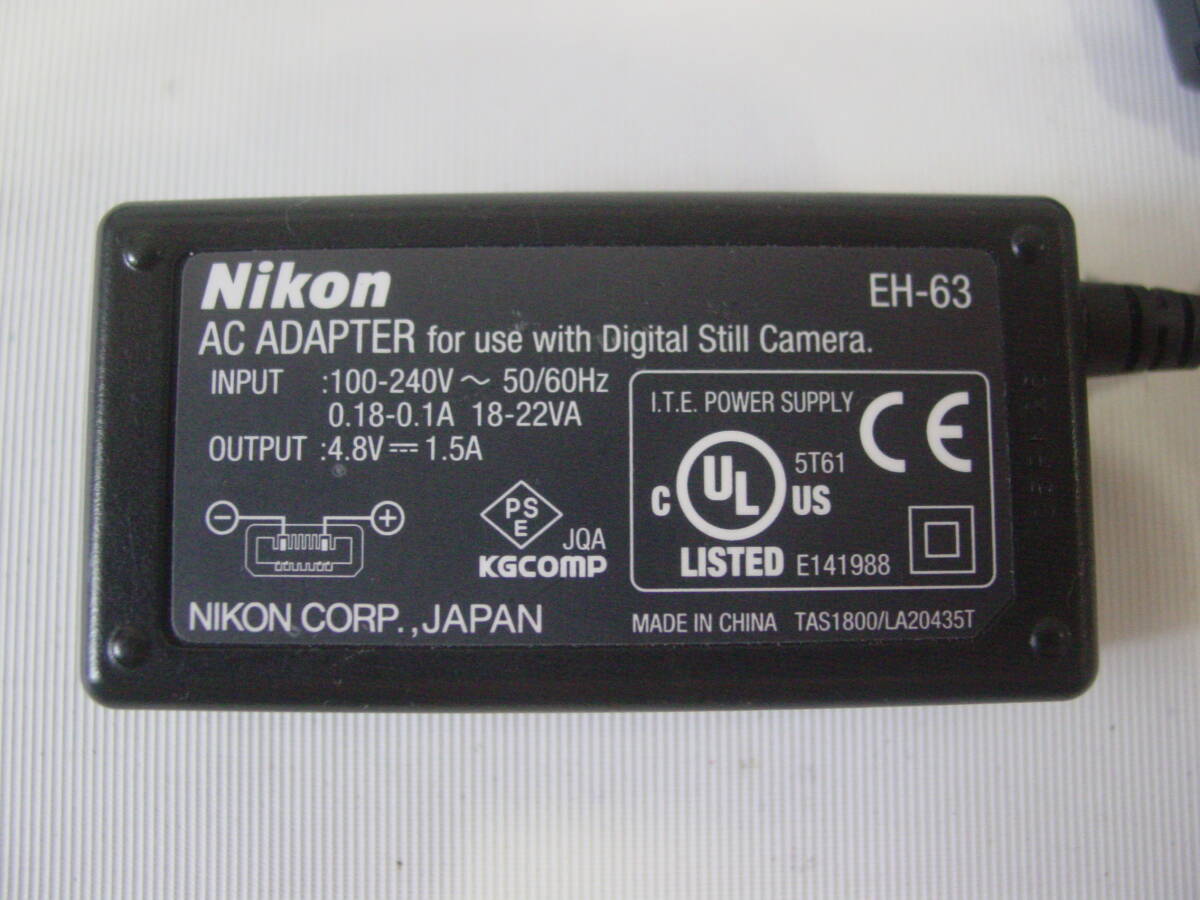 Nikon
EH-63
AC ADAPTER for use with Digital Still Camera.
INPUT :100-240V ~ 50/60Hz
0.18-0.1A 18-22VA
OUTPUT :4.8V⎓1.5A
− +
PS
E
JQA
KGCOMP
I.T.E. POWER SUPPLY
CE
C UL US
5T61
LISTED E141988
NIKON CORP.,JAPAN
MADE IN CHINA TAS1800/LA20435T